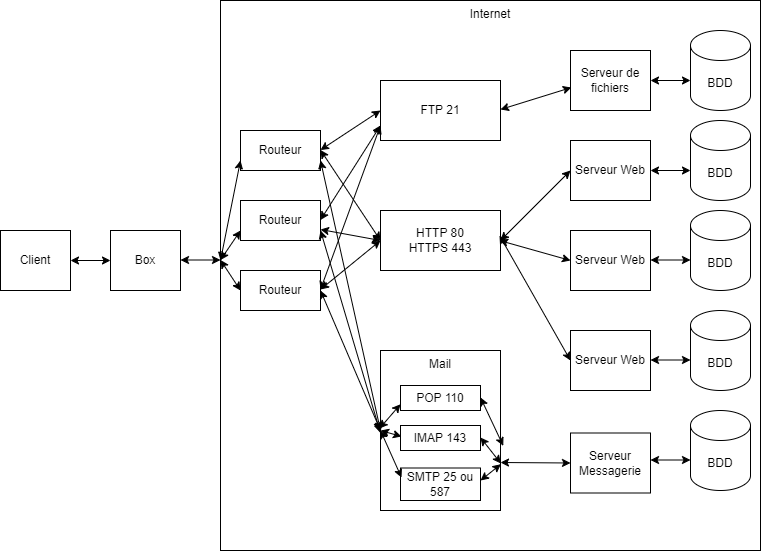 Internet
Serveur de
fichiers
BDD
FTP 21
Routeur
Serveur Web
BDD
Routeur
HTTP 80
HTTPS 443
Client
Box
Serveur Web
BDD
Routeur
Mail
Serveur Web
BDD
POP 110
IMAP 143
SMTP 25 ou
587
Serveur
Messagerie
BDD